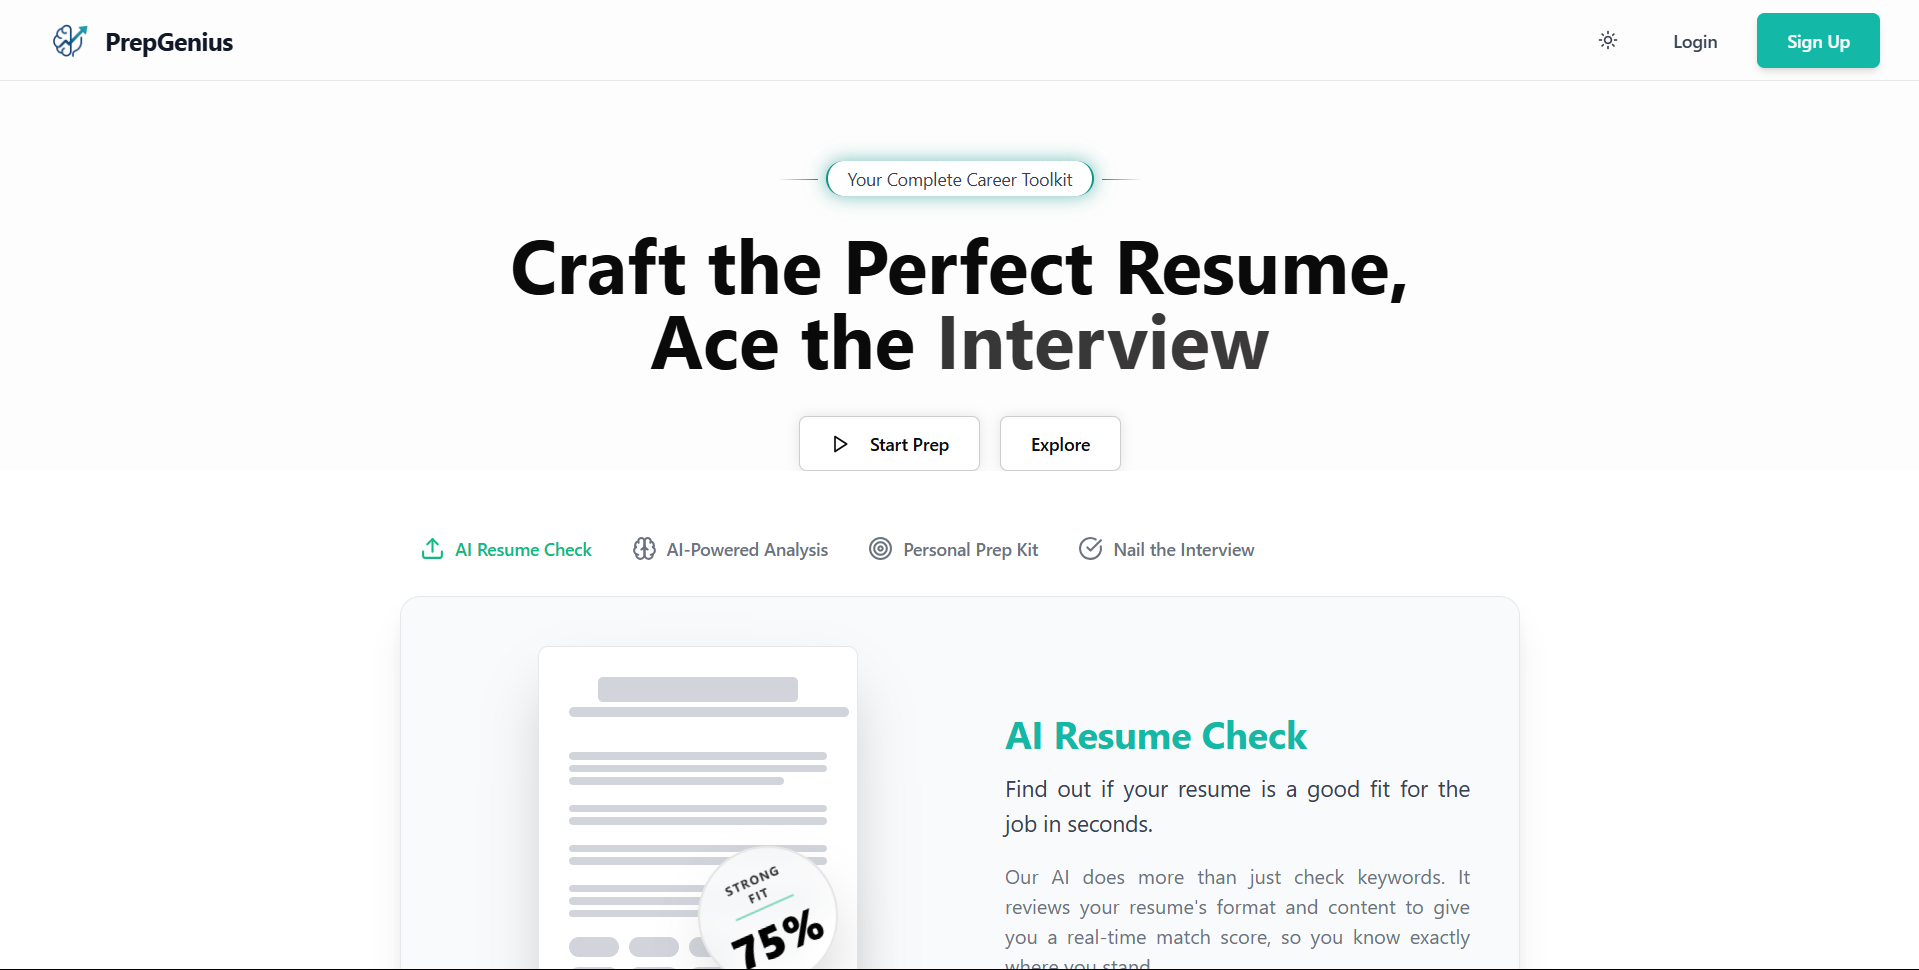 PrepGenius
Login
Sign Up
Your Complete Career Toolkit
Craft the Perfect Resume,
Ace the Interview
Start Prep
Explore
AI Resume Check
AI-Powered Analysis
Personal Prep Kit
Nail the Interview
STRONG
FIT
75%
AI Resume Check
Find out if your resume is a good fit for the
job in seconds.
Our AI does more than just check keywords. It
reviews your resume's format and content to give
you a real-time match score, so you know exactly
where you stand.